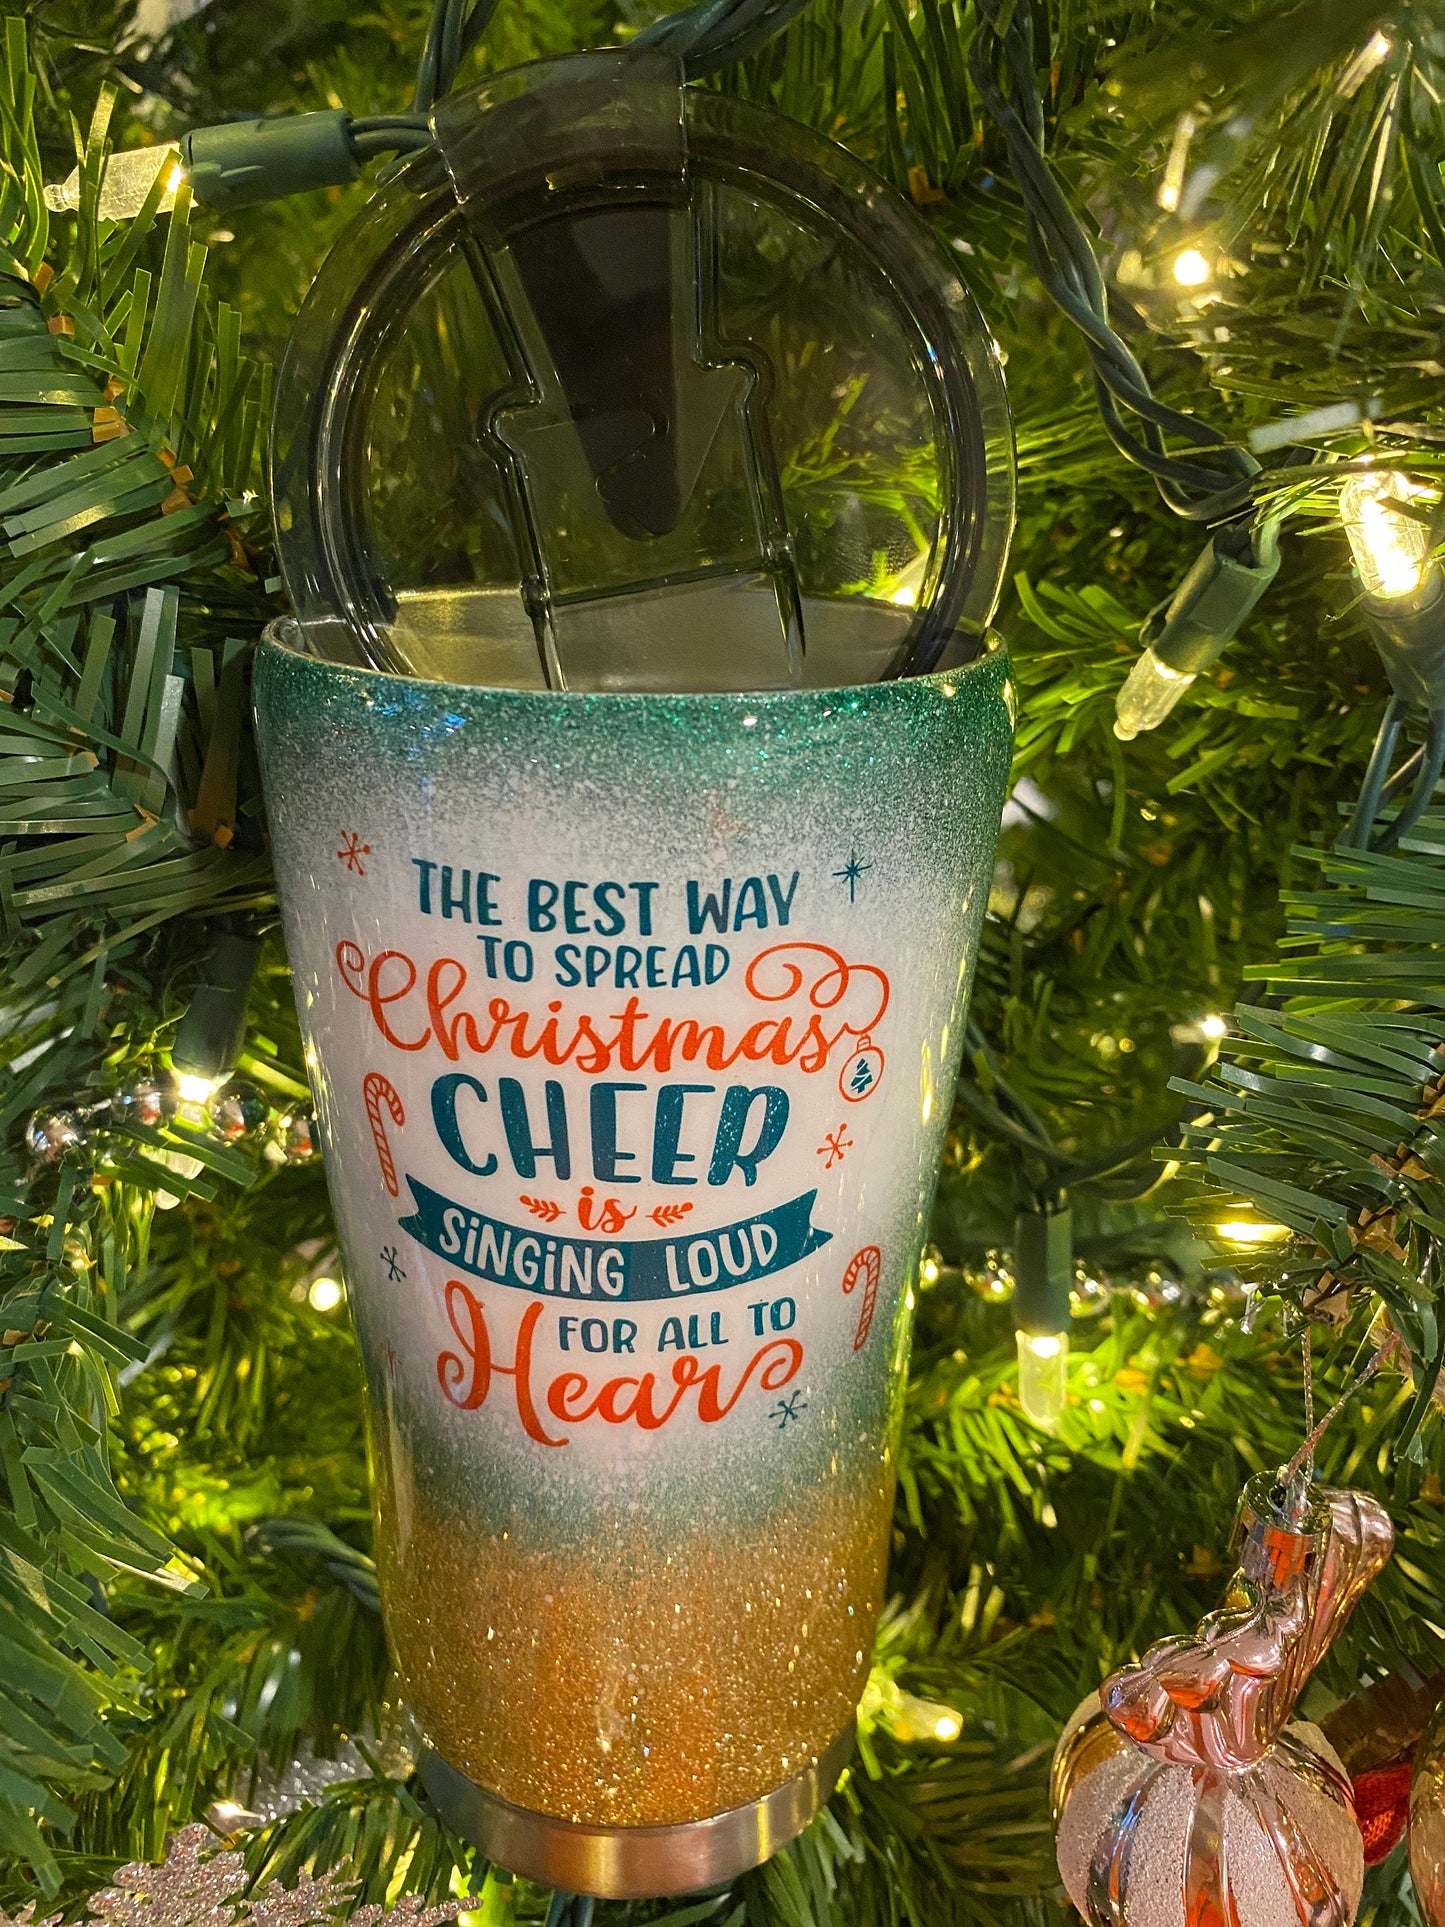 THE BEST WAY
TO SPREAD
Christmas
CHEER
is
SiNGiNG LOUD
FOR ALL TO
Hear